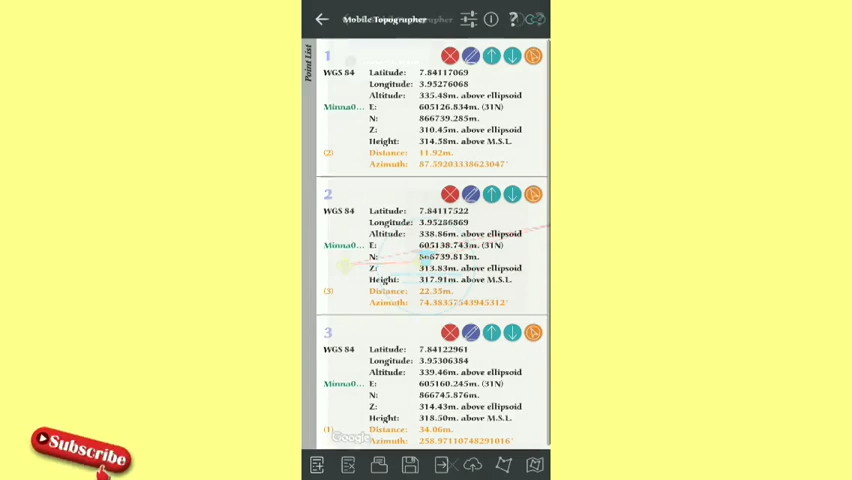 Mobile Topographer
Point List
1
WGS 84 Latitude: 7.84117069
Longitude: 3.95276068
Altitude: 335.48m. above ellipsoid
Minna0... E: 605126.834m. (31N)
N: 866739.285m.
Z: 310.45m. above ellipsoid
Height: 314.58m above M.S.L.
(2) Distance: 11.92m.
Azimuth: 87.59203338623047°
2
WGS 84 Latitude: 7.84117522
Longitude: 3.95286869
Altitude: 338.86m. above ellipsoid
Minna0... E: 605138.743m. (31N)
N: 866739.813m.
Z: 313.83m. above ellipsoid
Height: 317.91m above M.S.L.
(3) Distance: 22.35m.
Azimuth: 74.38357543945312°
3
WGS 84 Latitude: 7.84122961
Longitude: 3.95306384
Altitude: 339.46m. above ellipsoid
Minna0... E: 605160.245m. (31N)
N: 866745.876m.
Z: 314.43m. above ellipsoid
Height: 318.50m above M.S.L.
(1) Distance: 34.06m.
Google
Azimuth: 258.97110748291016°
Subscribe